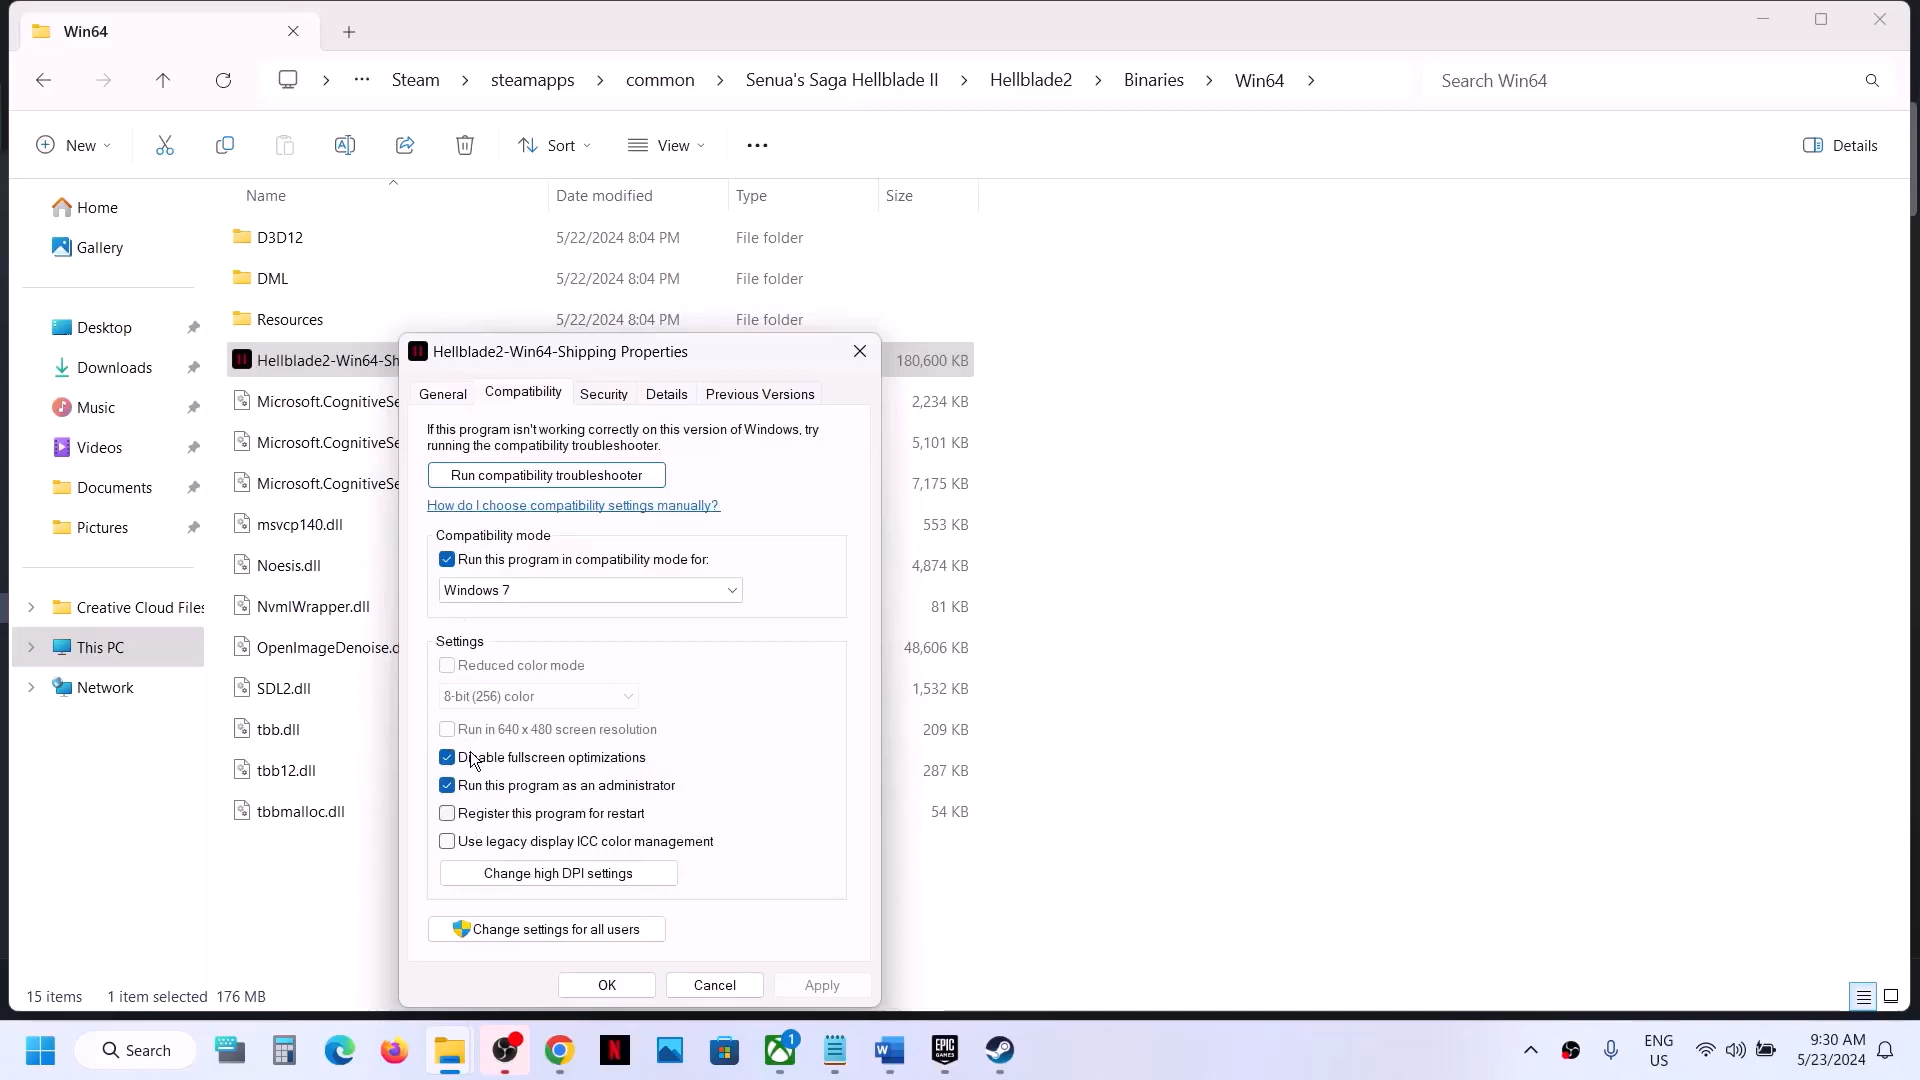 Win64
Steam
steamapps
common
Senua's Saga Hellblade II
Hellblade2
Binaries
Win64
Search Win64
New
Sort
View
Details
Name
Date modified
Type
Size
Home
Gallery
Desktop
Downloads
Music
Videos
Documents
Pictures
Creative Cloud Files
This PC
Network
D3D12 5/22/2024 8:04 PM File folder
DML 5/22/2024 8:04 PM File folder
Resources 5/22/2024 8:04 PM File folder
Hellblade2-Win64-Sh 180,600 KB
Microsoft.CognitiveSe 2,234 KB
Microsoft.CognitiveSe 5,101 KB
Microsoft.CognitiveSe 7,175 KB
msvcp140.dll 553 KB
Noesis.dll 4,874 KB
NvmlWrapper.dll 81 KB
OpenImageDenoise.d 48,606 KB
SDL2.dll 1,532 KB
tbb.dll 209 KB
tbb12.dll 287 KB
tbbmalloc.dll 54 KB
Hellblade2-Win64-Shipping Properties
General
Compatibility
Security
Details
Previous Versions
If this program isn't working correctly on this version of Windows, try
running the compatibility troubleshooter.
Run compatibility troubleshooter
How do I choose compatibility settings manually?
Compatibility mode
Run this program in compatibility mode for:
Windows 7
Settings
Reduced color mode
8-bit (256) color
Run in 640 x 480 screen resolution
Disable fullscreen optimizations
Run this program as an administrator
Register this program for restart
Use legacy display ICC color management
Change high DPI settings
Change settings for all users
OK
Cancel
Apply
15 items
1 item selected 176 MB
Search
N
1
W
EPIC
GAMES
ENG
US
9:30 AM
5/23/2024